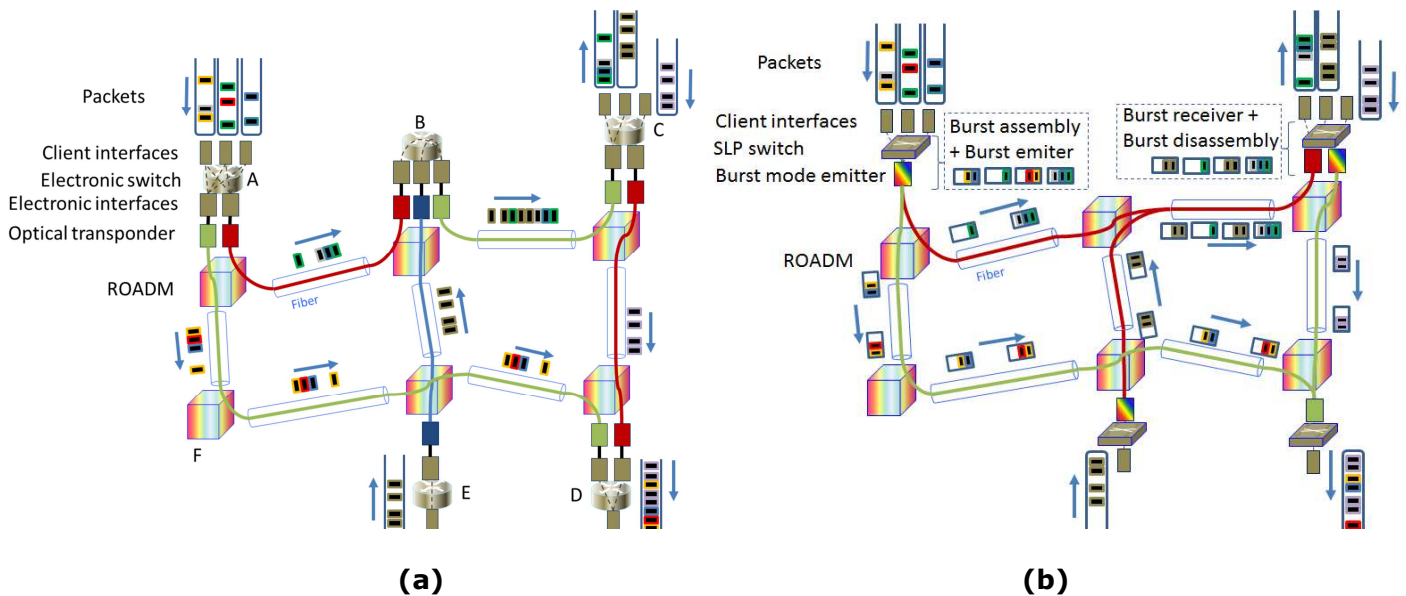 Packets
Client interfaces
Electronic switch
Electronic interfaces
Optical transponder
ROADM
Fiber
A
B
C
D
E
F
(a)
Packets
Client interfaces
SLP switch
Burst mode emitter
Burst assembly
+ Burst emiter
Burst receiver +
Burst disassembly
ROADM
Fiber
(b)